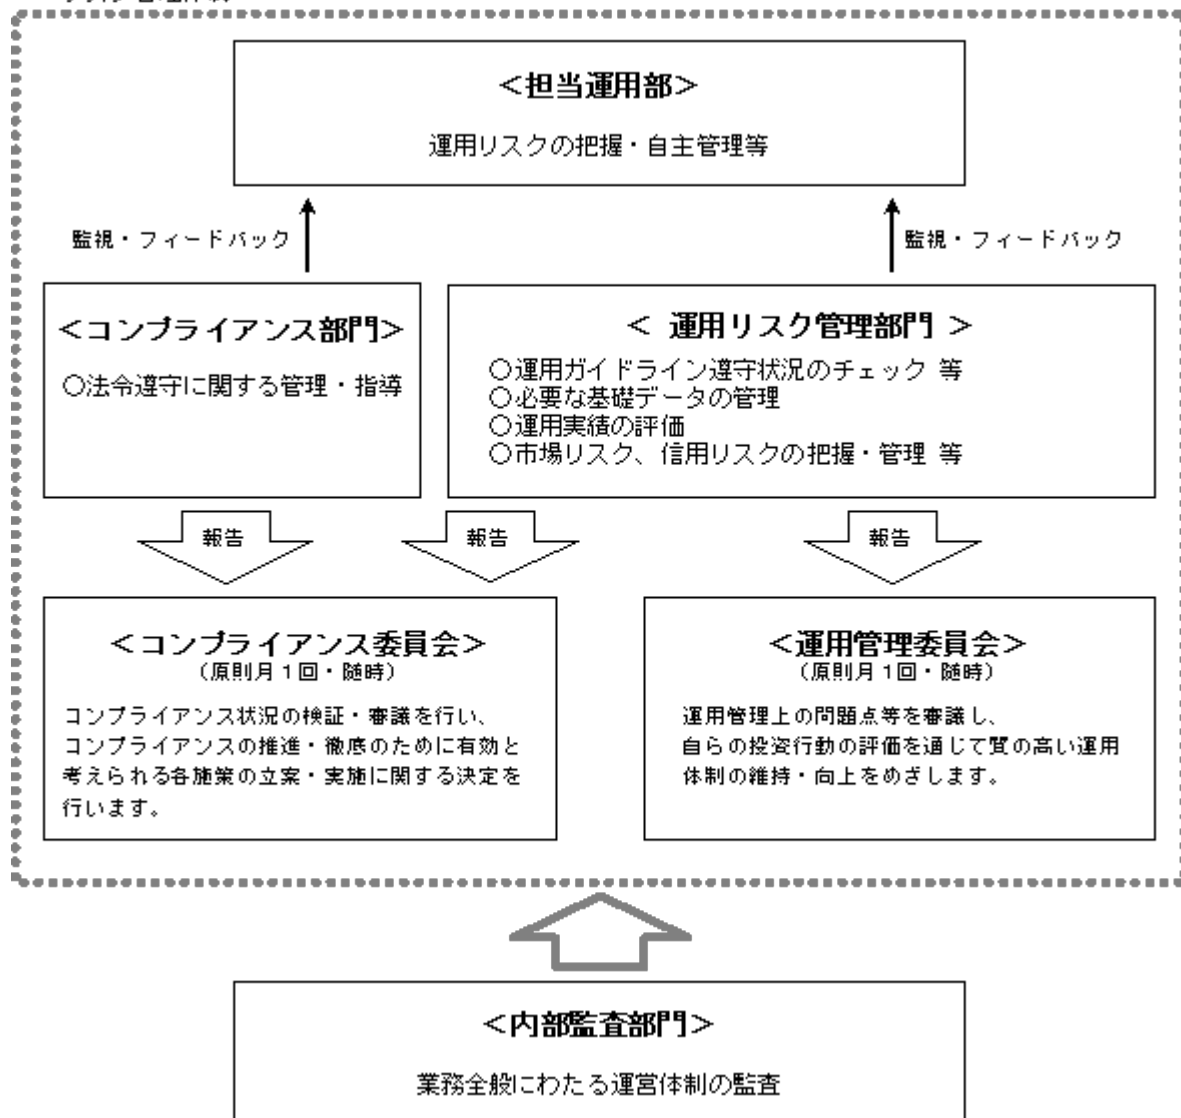 ＜担当運用部＞
運用リスクの把握・自主管理等
監視・フィードバック
監視・フィードバック
＜コンプライアンス部門＞
○法令遵守に関する管理・指導
＜ 運用リスク管理部門 ＞
○運用ガイドライン遵守状況のチェック 等
○必要な基礎データの管理
○運用実績の評価
○市場リスク、信用リスクの把握・管理 等
報告
報告
報告
＜コンプライアンス委員会＞
（原則月１回・随時）
コンプライアンス状況の検証・審議を行い、
コンプライアンスの推進・徹底のために有効と
考えられる各施策の立案・実施に関する決定を
行います。
＜運用管理委員会＞
（原則月１回・随時）
運用管理上の問題点等を審議し、
自らの投資行動の評価を通じて質の高い運用
体制の維持・向上をめざします。
＜内部監査部門＞
業務全般にわたる運営体制の監査